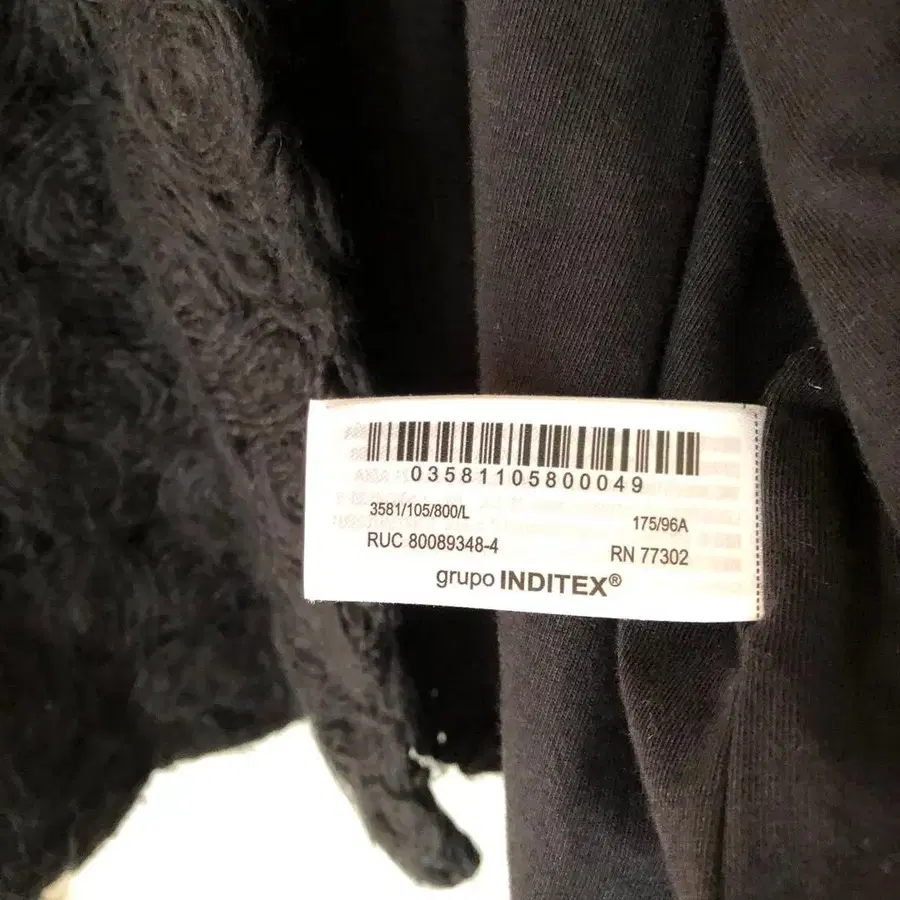 03581105800049
3581/105/800/L 175/96A
RUC 80089348-4 RN 77302
grupo INDITEX®